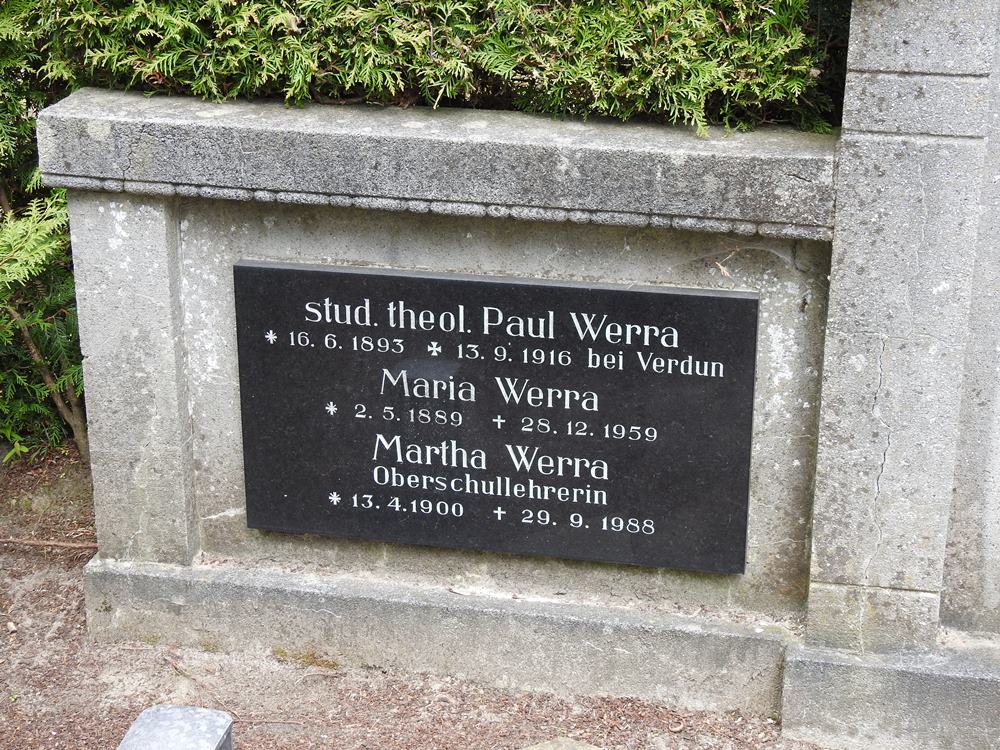 stud. theol. Paul Werra
* 16. 6. 1893 ✠ 13. 9. 1916 bei Verdun
Maria Werra
* 2. 5. 1889 ✝ 28. 12. 1959
Martha Werra
Oberschullehrerin
* 13. 4. 1900 ✝ 29. 9. 1988